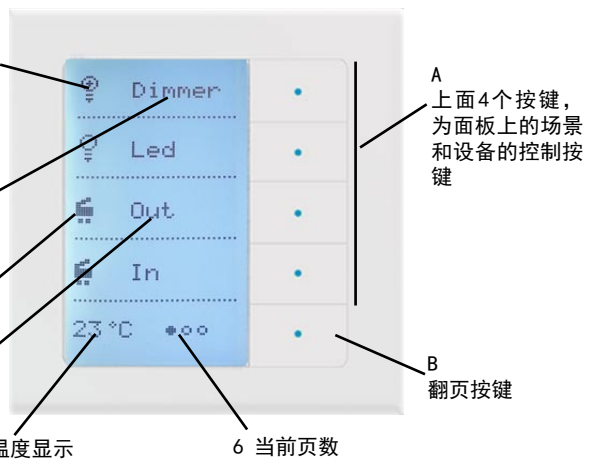 Dimmer
Led
Out
In
23°C
A
上面4个按键，
为面板上的场景
和设备的控制按
键
B
翻页按键
温度显示
6 当前页数